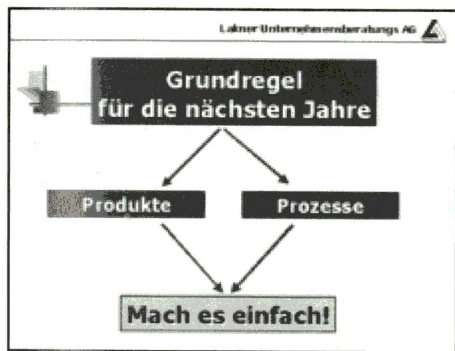 Lakner Unternehmensberatungs AG
Grundregel
für die nächsten Jahre
Produkte
Prozesse
Mach es einfach!